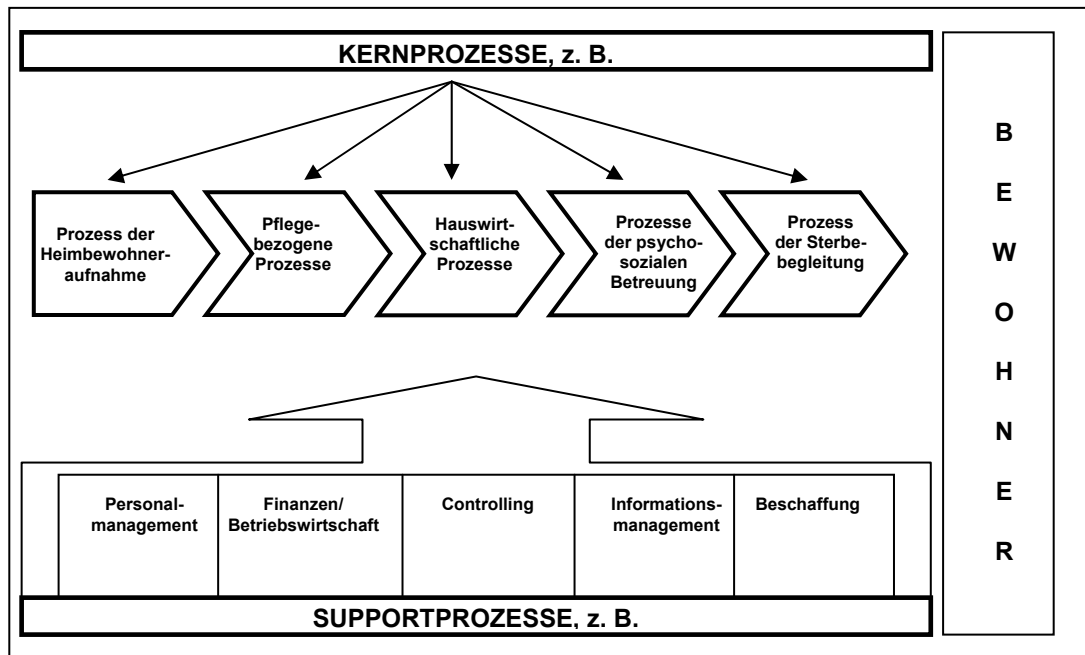 KERNPROZESSE, z. B.
Prozess der
Heimbewohner-
aufnahme
Pflege-
bezogene
Prozesse
Hauswirt-
schaftliche
Prozesse
Prozesse
der psycho-
sozialen
Betreuung
Prozess
der Sterbe-
begleitung
Personal-
management
Finanzen/
Betriebswirtschaft
Controlling
Informations-
management
Beschaffung
SUPPORTPROZESSE, z. B.
B
E
W
O
H
N
E
R